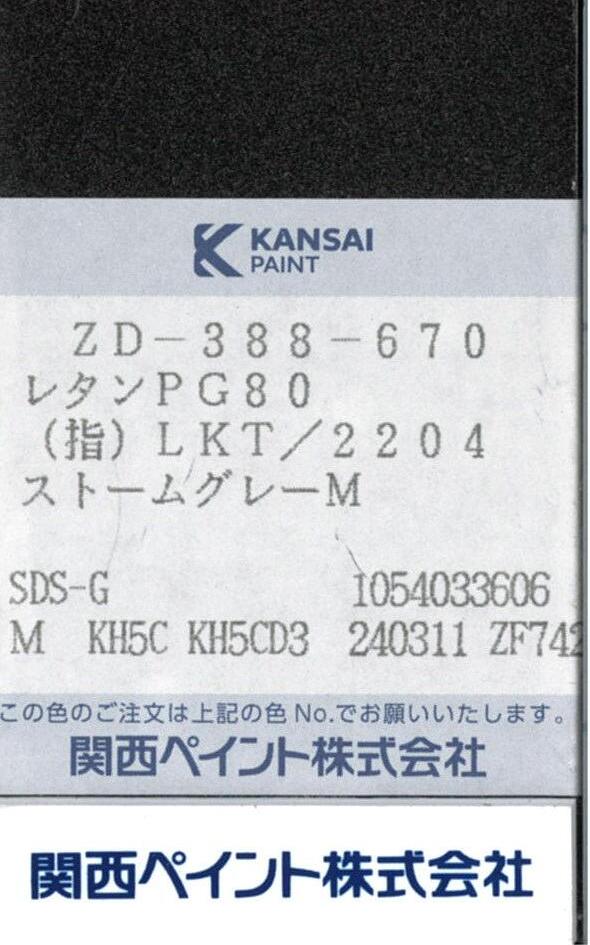 KANSAI
PAINT
ZD-388-670
レタンPG80
(指)LKT/2204
ストームグレーM
SDS-G 1054033606
M KH5C KH5CD3 240311 ZF742
この色のご注文は上記の色No.でお願いいたします。
関西ペイント株式会社
関西ペイント株式会社